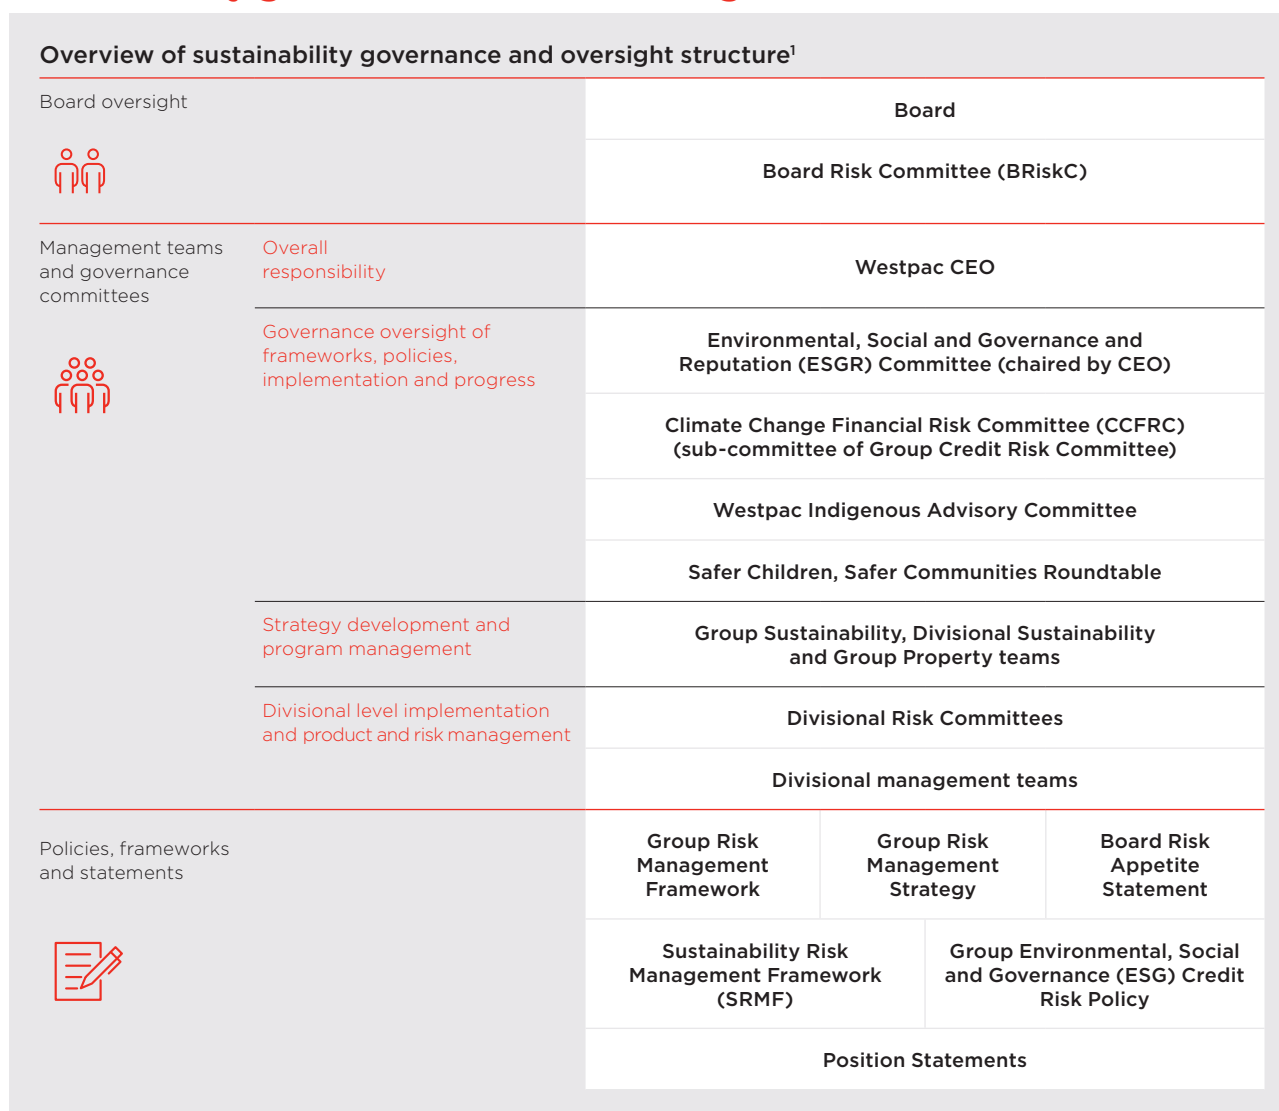 Overview of sustainability governance and oversight structure¹
Board oversight
Board
Board Risk Committee (BRiskC)
Management teams
and governance
committees
Overall
responsibility
Westpac CEO
Governance oversight of
frameworks, policies,
implementation and progress
Environmental, Social and Governance and
Reputation (ESGR) Committee (chaired by CEO)
Climate Change Financial Risk Committee (CCFRC)
(sub-committee of Group Credit Risk Committee)
Westpac Indigenous Advisory Committee
Safer Children, Safer Communities Roundtable
Strategy development and
program management
Group Sustainability, Divisional Sustainability
and Group Property teams
Divisional level implementation
and product and risk management
Divisional Risk Committees
Divisional management teams
Policies, frameworks
and statements
Group Risk
Management
Framework
Group Risk
Management
Strategy
Board Risk
Appetite
Statement
Sustainability Risk
Management Framework
(SRMF)
Group Environmental, Social
and Governance (ESG) Credit
Risk Policy
Position Statements